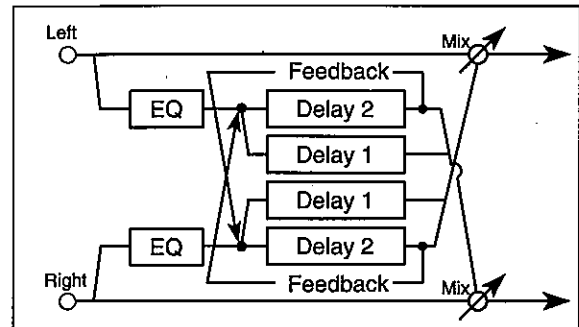 Left
Mix
Feedback
EQ
Delay 2
Delay 1
Delay 1
EQ
Delay 2
Feedback
Right
Mix